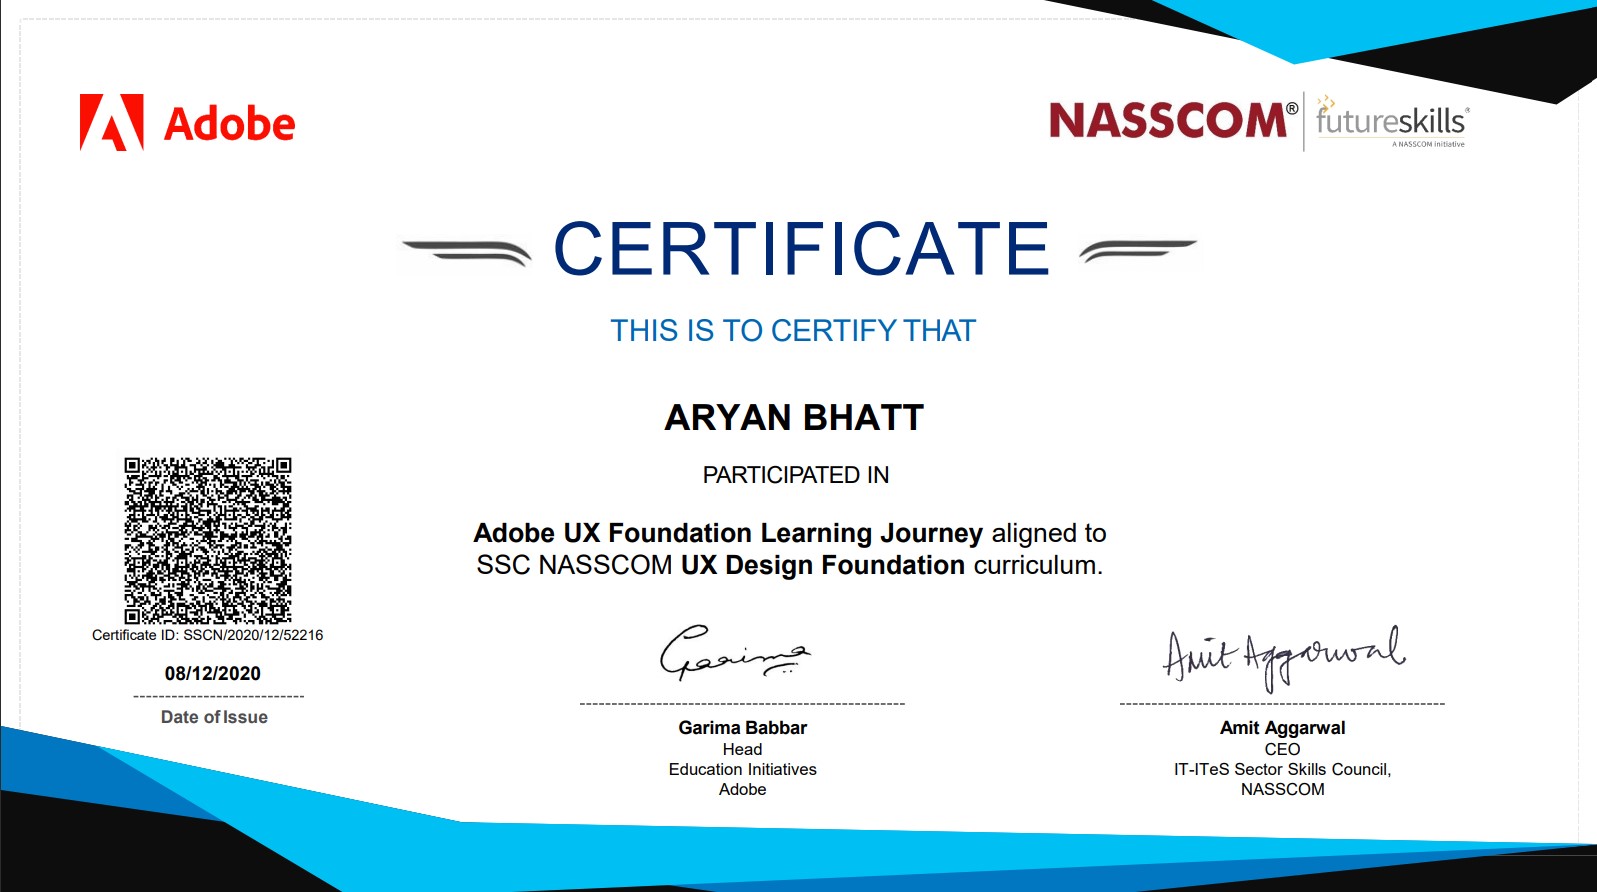 Adobe
NASSCOM®
futureskills®
A NASSCOM Initiative
CERTIFICATE
THIS IS TO CERTIFY THAT
ARYAN BHATT
PARTICIPATED IN
Adobe UX Foundation Learning Journey aligned to
SSC NASSCOM UX Design Foundation curriculum.
Certificate ID: SSCN/2020/12/52216
08/12/2020
Date of Issue
Garima
Garima Babbar
Head
Education Initiatives
Adobe
Amit Aggarwal
Amit Aggarwal
CEO
IT-ITeS Sector Skills Council,
NASSCOM